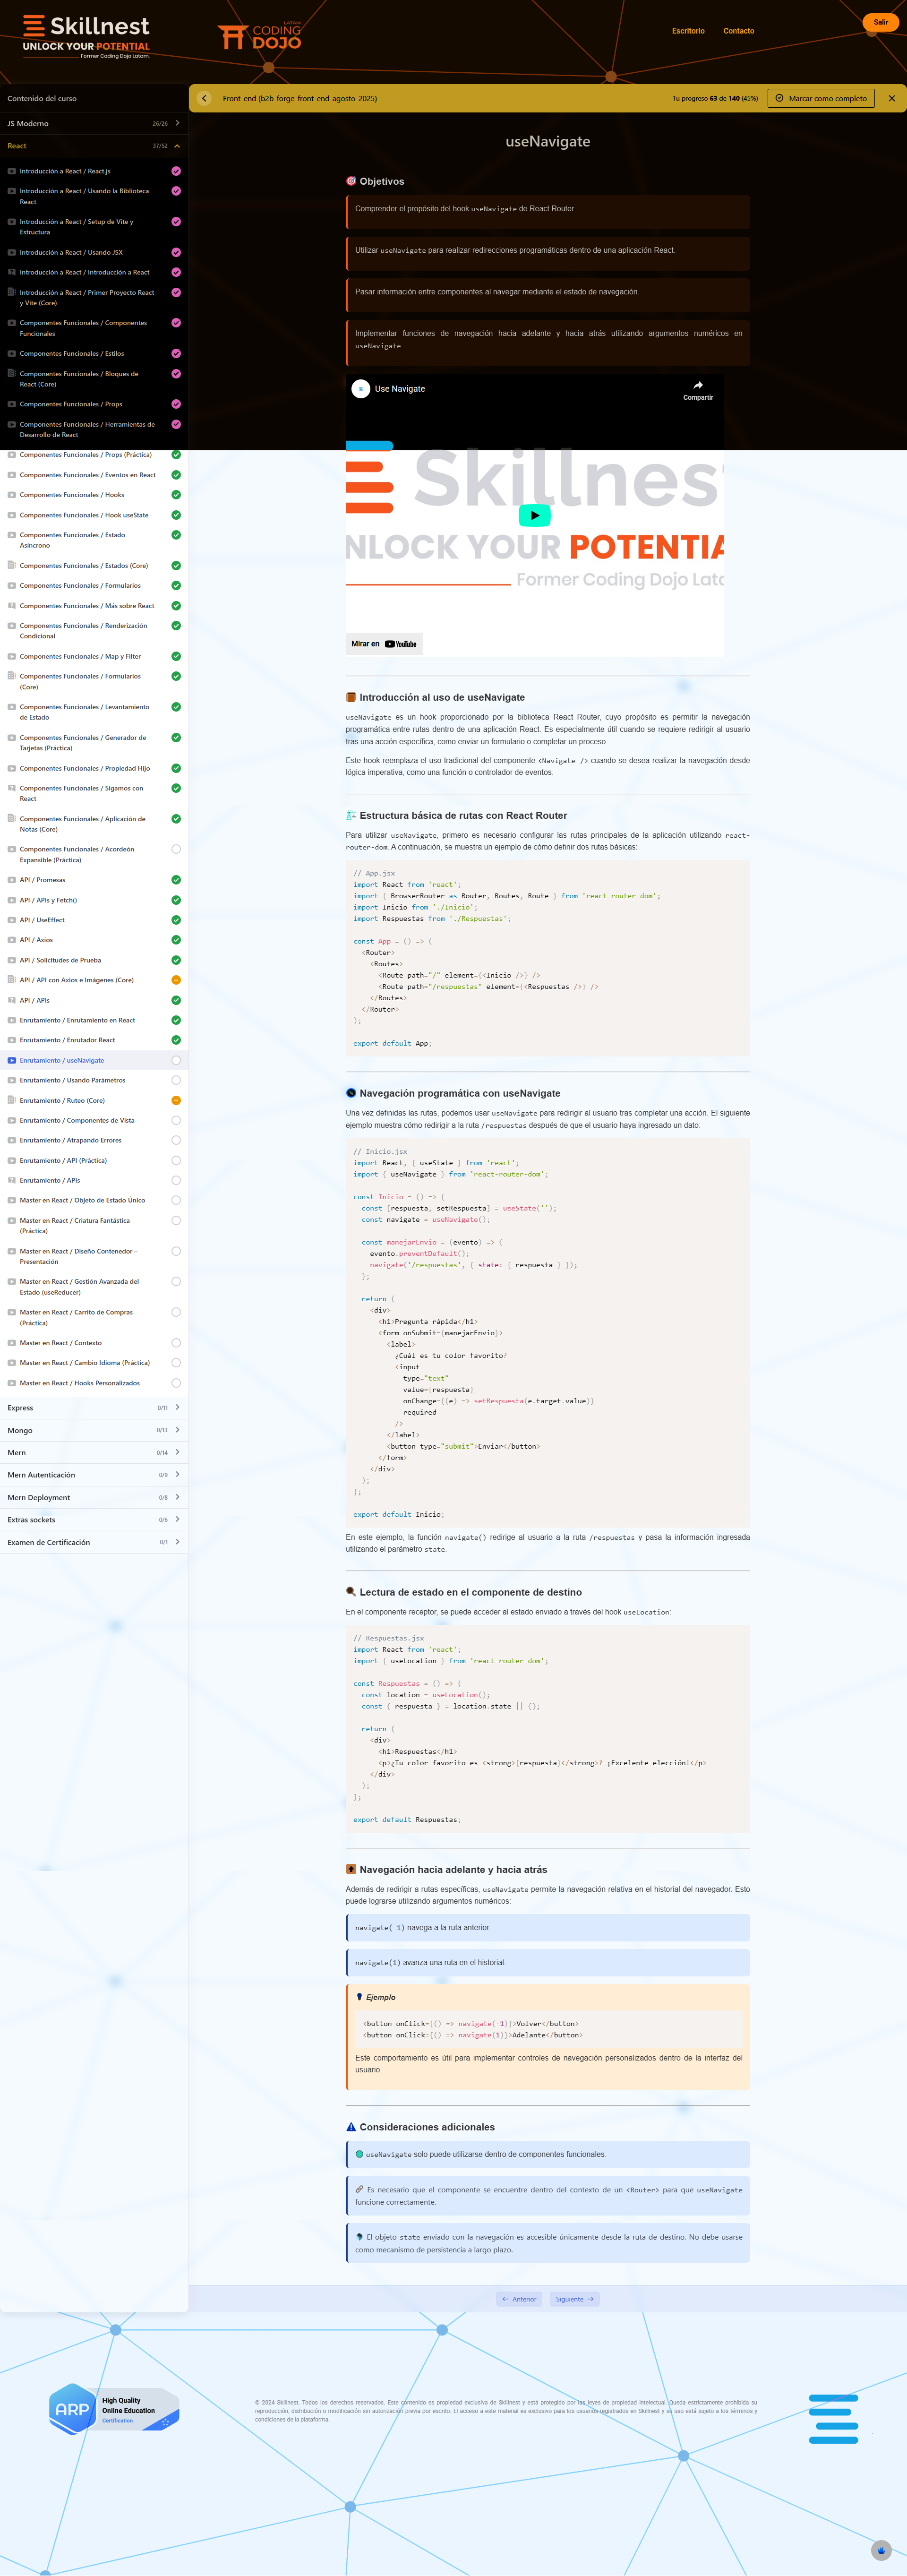 Skillnest
UNLOCK YOUR POTENTIAL
Former Coding Dojo Latam.
LATAM
CODING
DOJO
Escritorio
Contacto
Salir
Contenido del curso
JS Moderno 26/26
React 37/52
Introducción a React / React.js
Introducción a React / Usando la Biblioteca
React
Introducción a React / Setup de Vite y
Estructura
Introducción a React / Usando JSX
Introducción a React / Introducción a React
Introducción a React / Primer Proyecto React
y Vite (Core)
Componentes Funcionales / Componentes
Funcionales
Componentes Funcionales / Estilos
Componentes Funcionales / Bloques de
React (Core)
Componentes Funcionales / Props
Componentes Funcionales / Herramientas de
Desarrollo de React
Componentes Funcionales / Props (Práctica)
Componentes Funcionales / Eventos en React
Componentes Funcionales / Hooks
Componentes Funcionales / Hook useState
Componentes Funcionales / Estado
Asíncrono
Componentes Funcionales / Estados (Core)
Componentes Funcionales / Formularios
Componentes Funcionales / Más sobre React
Componentes Funcionales / Renderización
Condicional
Componentes Funcionales / Map y Filter
Componentes Funcionales / Formularios
(Core)
Componentes Funcionales / Levantamiento
de Estado
Componentes Funcionales / Generador de
Tarjetas (Práctica)
Componentes Funcionales / Propiedad Hijo
Componentes Funcionales / Sigamos con
React
Componentes Funcionales / Aplicación de
Notas (Core)
Componentes Funcionales / Acordeón
Expansible (Práctica)
API / Promesas
API / APIs y Fetch()
API / UseEffect
API / Axios
API / Solicitudes de Prueba
API / API con Axios e Imágenes (Core)
API / APIs
Enrutamiento / Enrutamiento en React
Enrutamiento / Enrutador React
Enrutamiento / useNavigate
Enrutamiento / Usando Parámetros
Enrutamiento / Ruteo (Core)
Enrutamiento / Componentes de Vista
Enrutamiento / Atrapando Errores
Enrutamiento / API (Práctica)
Enrutamiento / APIs
Master en React / Objeto de Estado Único
Master en React / Criatura Fantástica
(Práctica)
Master en React / Diseño Contenedor –
Presentación
Master en React / Gestión Avanzada del
Estado (useReducer)
Master en React / Carrito de Compras
(Práctica)
Master en React / Contexto
Master en React / Cambio Idioma (Práctica)
Master en React / Hooks Personalizados
Express 0/11
Mongo 0/13
Mern 0/14
Mern Autenticación 0/9
Mern Deployment 0/8
Extras sockets 0/6
Examen de Certificación 0/1
Front-end (b2b-forge-front-end-agosto-2025)
Tu progreso 63 de 140 (45%)
Marcar como completo
useNavigate
Objetivos
Comprender el propósito del hook useNavigate de React Router.
Utilizar useNavigate para realizar redirecciones programáticas dentro de una aplicación React.
Pasar información entre componentes al navegar mediante el estado de navegación.
Implementar funciones de navegación hacia adelante y hacia atrás utilizando argumentos numéricos en
useNavigate.
Use Navigate
Compartir
Skillnest
NLOCK YOUR POTENTIA
Former Coding Dojo Lata
Mirar en YouTube
Introducción al uso de useNavigate
useNavigate es un hook proporcionado por la biblioteca React Router, cuyo propósito es permitir la navegación
programática entre rutas dentro de una aplicación React. Es especialmente útil cuando se requiere redirigir al usuario
tras una acción específica, como enviar un formulario o completar un proceso.
Este hook reemplaza el uso tradicional del componente <Navigate /> cuando se desea realizar la navegación desde
lógica imperativa, como una función o controlador de eventos.
Estructura básica de rutas con React Router
Para utilizar useNavigate, primero es necesario configurar las rutas principales de la aplicación utilizando react-
router-dom. A continuación, se muestra un ejemplo de cómo definir dos rutas básicas:
// App.jsx
import React from 'react';
import { BrowserRouter as Router, Routes, Route } from 'react-router-dom';
import Inicio from './Inicio';
import Respuestas from './Respuestas';
const App = () => (
<Router>
<Routes>
<Route path="/" element={<Inicio />} />
<Route path="/respuestas" element={<Respuestas />} />
</Routes>
</Router>
);
export default App;
Navegación programática con useNavigate
Una vez definidas las rutas, podemos usar useNavigate para redirigir al usuario tras completar una acción. El siguiente
ejemplo muestra cómo redirigir a la ruta /respuestas después de que el usuario haya ingresado un dato:
// Inicio.jsx
import React, { useState } from 'react';
import { useNavigate } from 'react-router-dom';
const Inicio = () => {
const [respuesta, setRespuesta] = useState('');
const navigate = useNavigate();
const manejarEnvio = (evento) => {
evento.preventDefault();
navigate('/respuestas', { state: { respuesta } });
};
return (
<div>
<h1>Pregunta rápida</h1>
<form onSubmit={manejarEnvio}>
<label>
¿Cuál es tu color favorito?
<input
type="text"
value={respuesta}
onChange={(e) => setRespuesta(e.target.value)}
required
/>
</label>
<button type="submit">Enviar</button>
</form>
</div>
);
};
export default Inicio;
En este ejemplo, la función navigate() redirige al usuario a la ruta /respuestas y pasa la información ingresada
utilizando el parámetro state.
Lectura de estado en el componente de destino
En el componente receptor, se puede acceder al estado enviado a través del hook useLocation.
// Respuestas.jsx
import React from 'react';
import { useLocation } from 'react-router-dom';
const Respuestas = () => {
const location = useLocation();
const { respuesta } = location.state || {};
return (
<div>
<h1>Respuestas</h1>
<p>¿Tu color favorito es <strong>{respuesta}</strong>? ¡Excelente elección!</p>
</div>
);
};
export default Respuestas;
Navegación hacia adelante y hacia atrás
Además de redirigir a rutas específicas, useNavigate permite la navegación relativa en el historial del navegador. Esto
puede lograrse utilizando argumentos numéricos:
navigate(-1) navega a la ruta anterior.
navigate(1) avanza una ruta en el historial.
Ejemplo
<button onClick={() => navigate(-1)}>Volver</button>
<button onClick={() => navigate(1)}>Adelante</button>
Este comportamiento es útil para implementar controles de navegación personalizados dentro de la interfaz del
usuario.
Consideraciones adicionales
useNavigate solo puede utilizarse dentro de componentes funcionales.
Es necesario que el componente se encuentre dentro del contexto de un <Router> para que useNavigate
funcione correctamente.
El objeto state enviado con la navegación es accesible únicamente desde la ruta de destino. No debe usarse
como mecanismo de persistencia a largo plazo.
Anterior
Siguiente
ARP
High Quality
Online Education
Certification
© 2024 Skillnest. Todos los derechos reservados. Este contenido es propiedad exclusiva de Skillnest y está protegido por las leyes de propiedad intelectual. Queda estrictamente prohibida su
reproducción, distribución o modificación sin autorización previa por escrito. El acceso a este material es exclusivo para los usuarios registrados en Skillnest y su uso está sujeto a los términos y
condiciones de la plataforma.